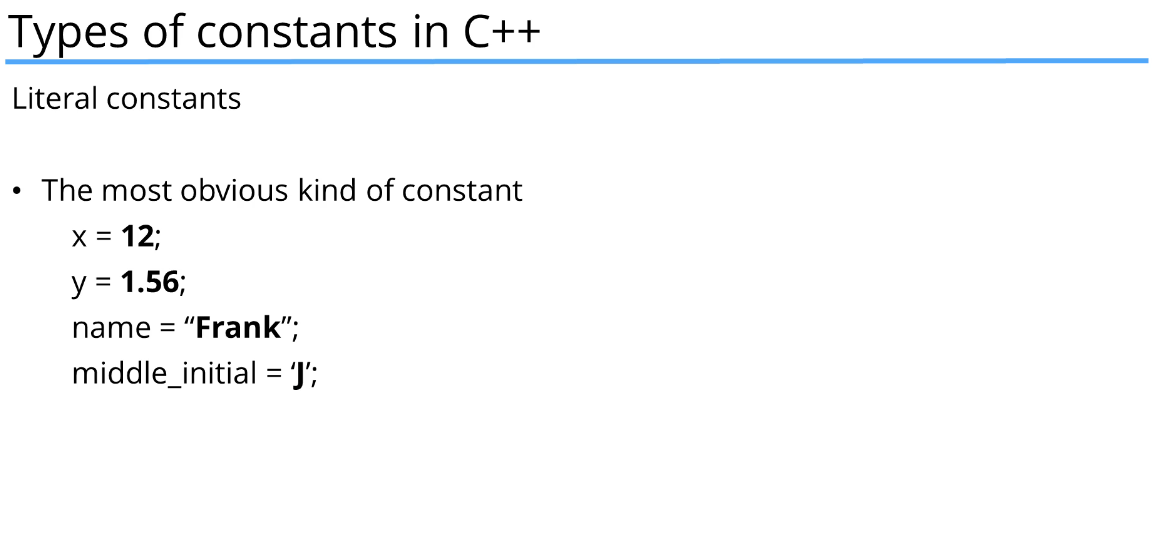 Types of constants in C++
Literal constants
• The most obvious kind of constant
x = 12;
y = 1.56;
name = “Frank”;
middle_initial = ‘J’;